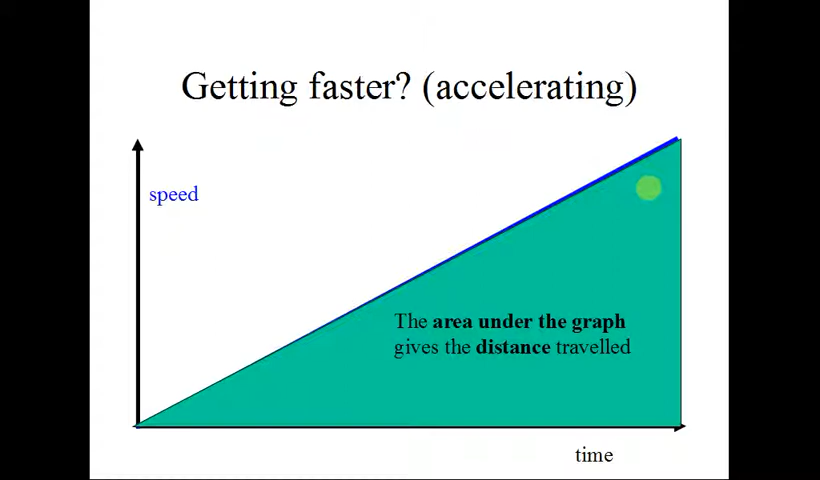 Getting faster? (accelerating)
speed
The area under the graph
gives the distance travelled
time